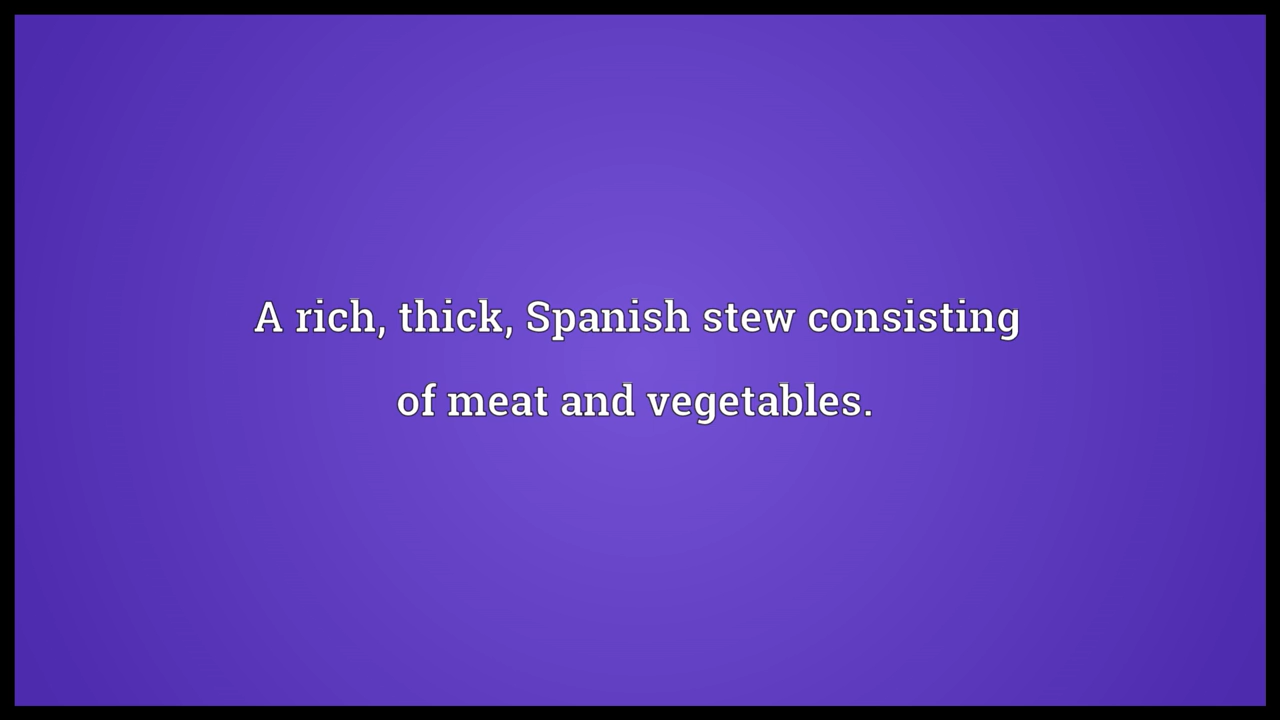 A rich, thick, Spanish stew consisting
of meat and vegetables.